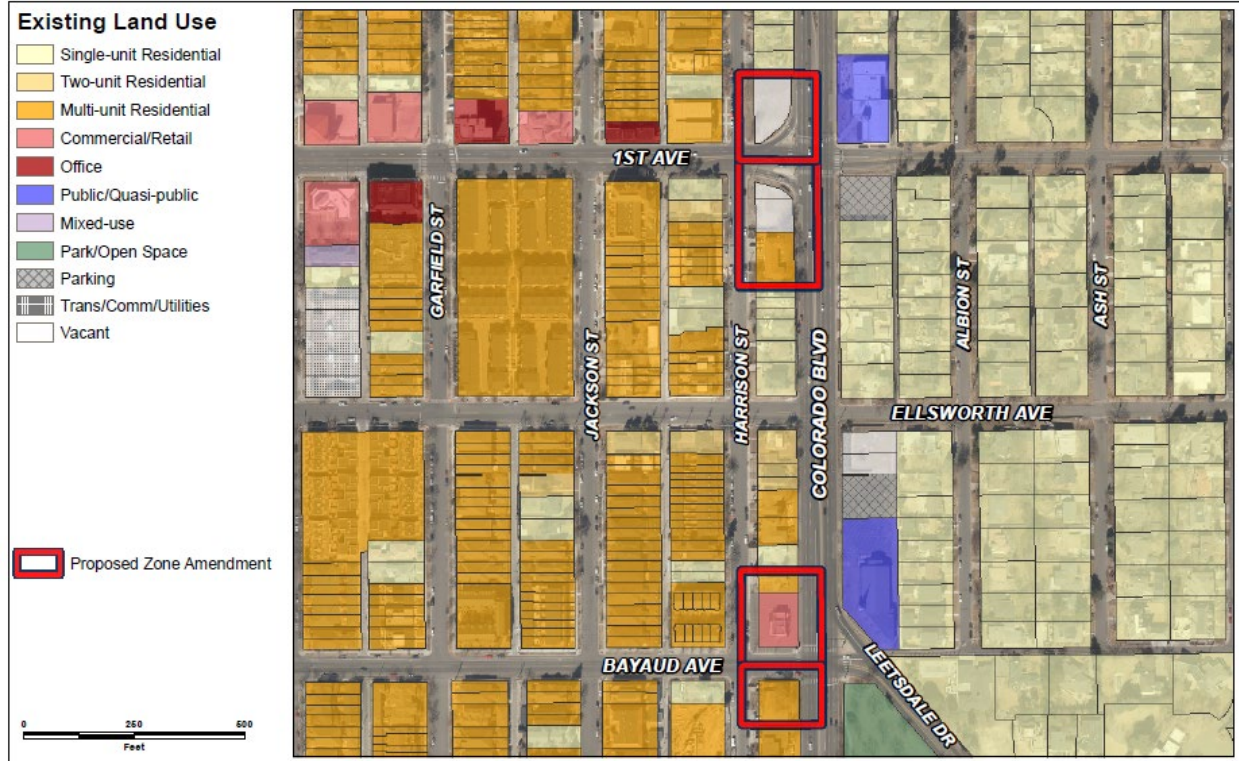 Existing Land Use
Single-unit Residential
Two-unit Residential
Multi-unit Residential
Commercial/Retail
Office
Public/Quasi-public
Mixed-use
Park/Open Space
Parking
Trans/Comm/Utilities
Vacant
Proposed Zone Amendment
0 250 500
Feet
1ST AVE
GARFIELD ST
JACKSON ST
HARRISON ST
COLORADO BLVD
ALBION ST
ASH ST
ELLSWORTH AVE
BAYAUD AVE
LEETSDALE DR